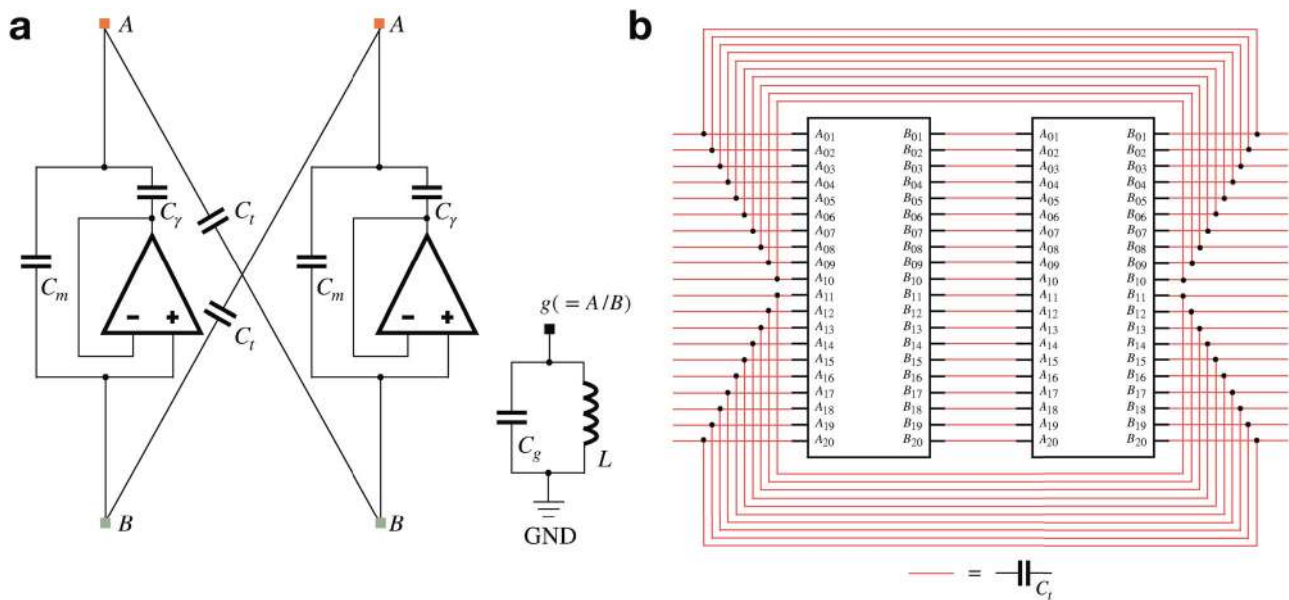 a
A
A
C_γ
C_t
C_γ
C_m
C_m
− +
− +
C_t
g(= A/B)
C_g
L
B
B
GND
b
A_01 B_01 A_01 B_01
A_02 B_02 A_02 B_02
A_03 B_03 A_03 B_03
A_04 B_04 A_04 B_04
A_05 B_05 A_05 B_05
A_06 B_06 A_06 B_06
A_07 B_07 A_07 B_07
A_08 B_08 A_08 B_08
A_09 B_09 A_09 B_09
A_10 B_10 A_10 B_10
A_11 B_11 A_11 B_11
A_12 B_12 A_12 B_12
A_13 B_13 A_13 B_13
A_14 B_14 A_14 B_14
A_15 B_15 A_15 B_15
A_16 B_16 A_16 B_16
A_17 B_17 A_17 B_17
A_18 B_18 A_18 B_18
A_19 B_19 A_19 B_19
A_20 B_20 A_20 B_20
= C_t